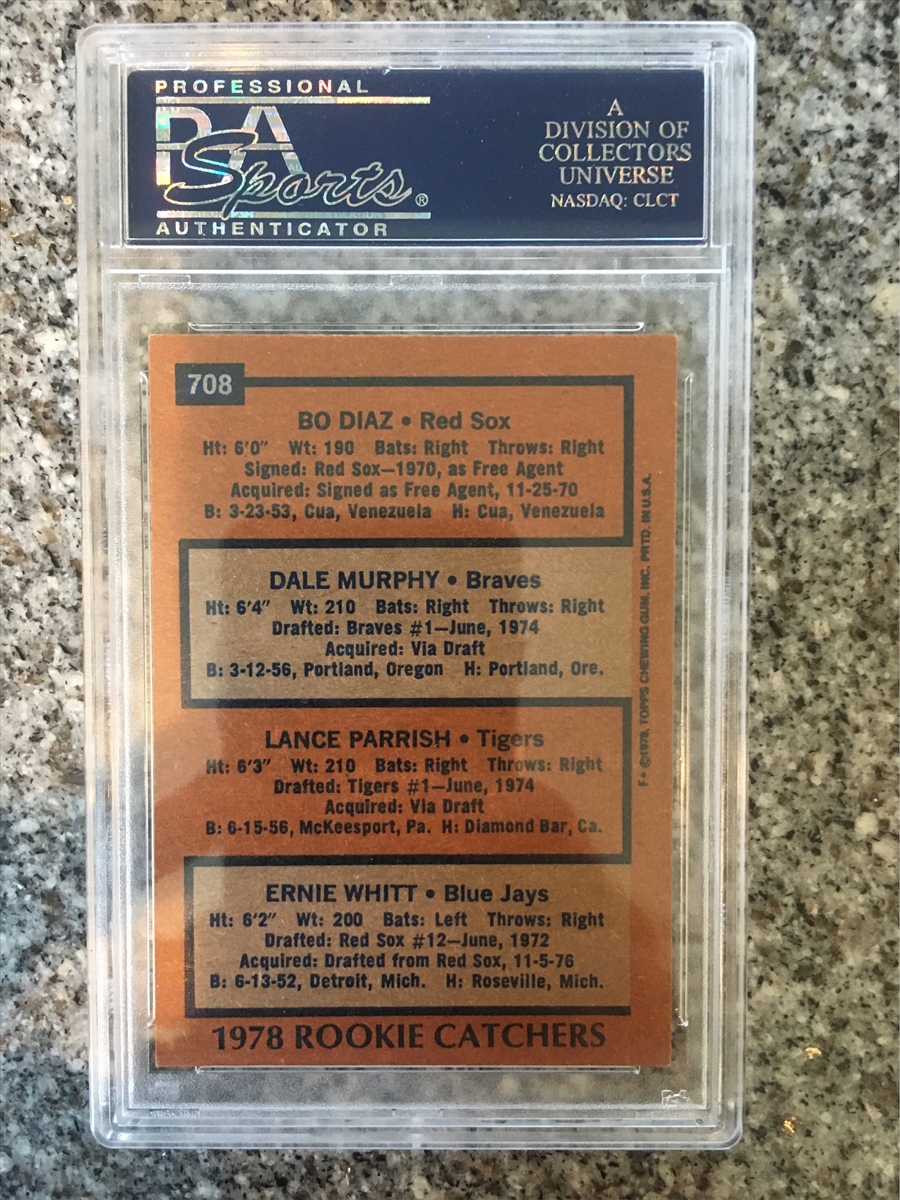 PROFESSIONAL
PSA
Sports®
AUTHENTICATOR
A
DIVISION OF
COLLECTORS
UNIVERSE
NASDAQ: CLCT
708
BO DIAZ • Red Sox
Ht: 6'0" Wt: 190 Bats: Right Throws: Right
Signed: Red Sox—1970, as Free Agent
Acquired: Signed as Free Agent, 11-25-70
B: 3-23-53, Cua, Venezuela H: Cua, Venezuela
DALE MURPHY • Braves
Ht: 6'4" Wt: 210 Bats: Right Throws: Right
Drafted: Braves #1—June, 1974
Acquired: Via Draft
B: 3-12-56, Portland, Oregon H: Portland, Ore.
LANCE PARRISH • Tigers
Ht: 6'3" Wt: 210 Bats: Right Throws: Right
Drafted: Tigers #1—June, 1974
Acquired: Via Draft
B: 6-15-56, McKeesport, Pa. H: Diamond Bar, Ca.
ERNIE WHITT • Blue Jays
Ht: 6'2" Wt: 200 Bats: Left Throws: Right
Drafted: Red Sox #12—June, 1972
Acquired: Drafted from Red Sox, 11-5-76
B: 6-13-52, Detroit, Mich. H: Roseville, Mich.
1978 ROOKIE CATCHERS
F* ©1978, TOPPS CHEWING GUM, INC. PRTD. IN U.S.A.